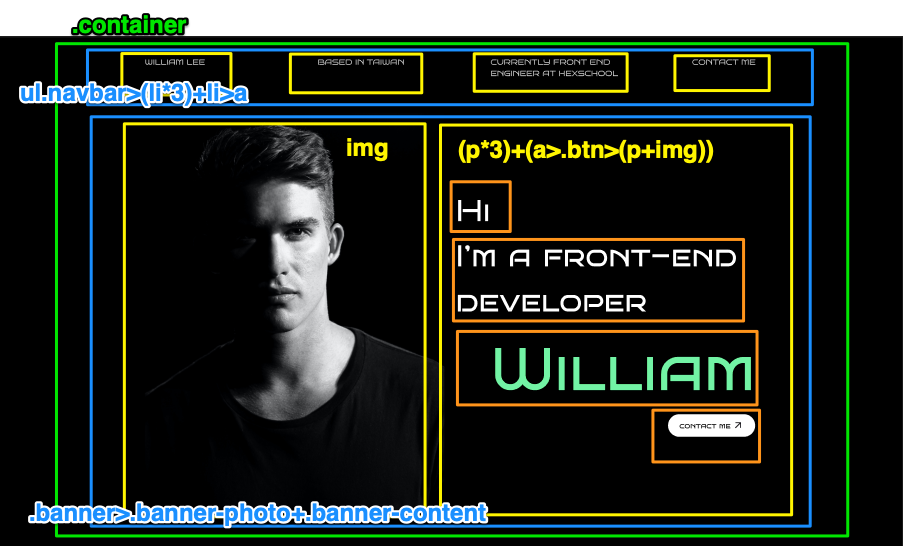 .container
WILLIAM LEE
BASED IN TAIWAN
CURRENTLY FRONT END
ENGINEER AT HEXSCHOOL
CONTACT ME
ul.navbar>(li*3)+li>a
img
(p*3)+(a>.btn>(p+img))
HI
I'M A FRONT-END
DEVELOPER
WILLIAM
CONTACT ME
.banner>.banner-photo+.banner-content